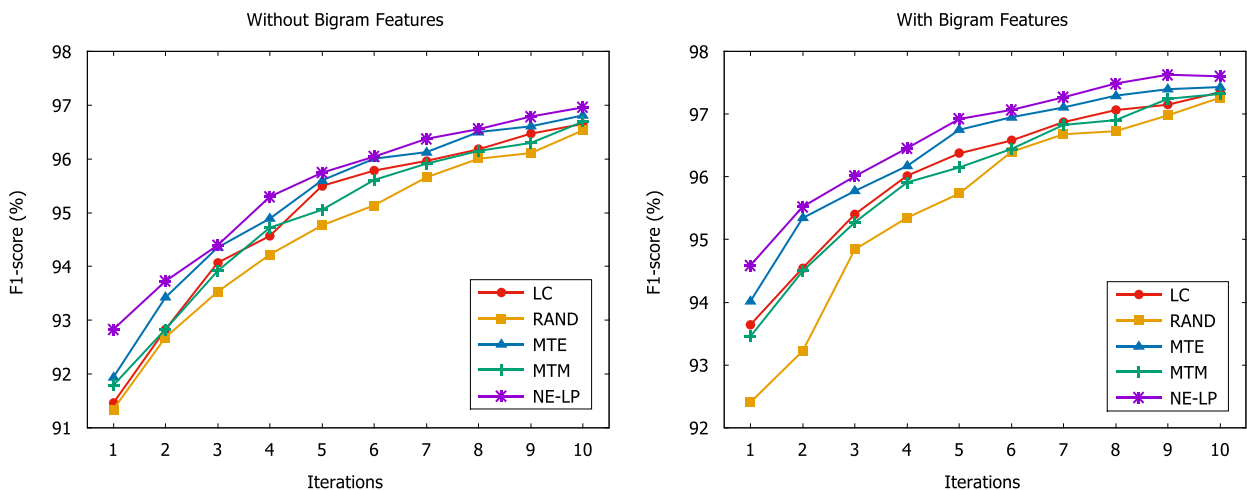 Without Bigram Features
98
97
96
95
94
93
92
91
F1-score (%)
1 2 3 4 5 6 7 8 9 10
Iterations
LC
RAND
MTE
MTM
NE-LP
With Bigram Features
98
97
96
95
94
93
92
F1-score (%)
1 2 3 4 5 6 7 8 9 10
Iterations
LC
RAND
MTE
MTM
NE-LP